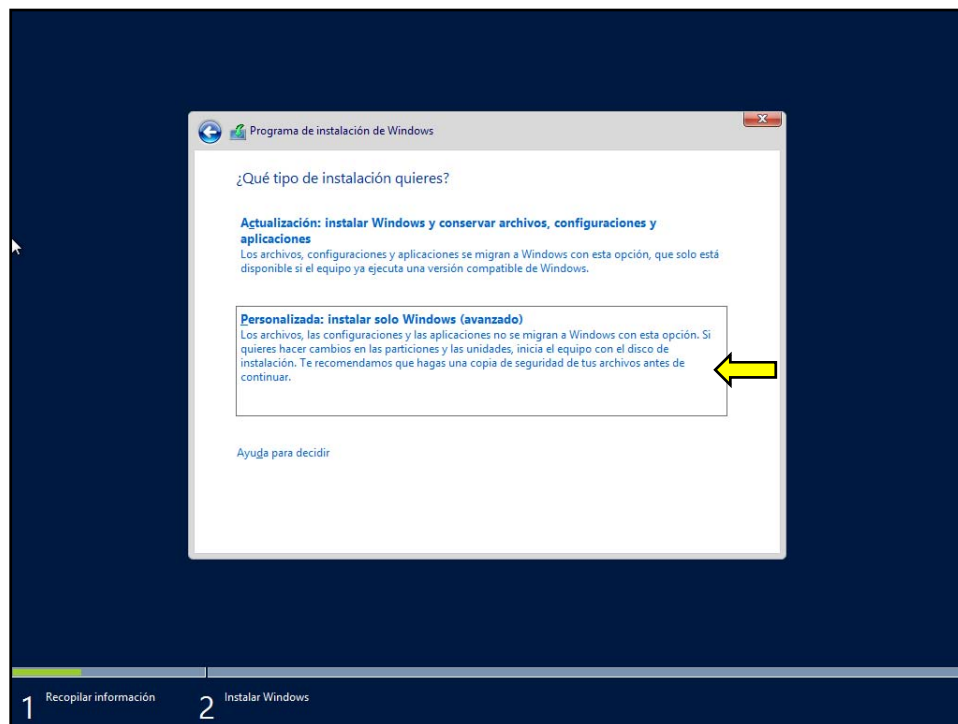 Programa de instalación de Windows
¿Qué tipo de instalación quieres?
Actualización: instalar Windows y conservar archivos, configuraciones y
aplicaciones
Los archivos, configuraciones y aplicaciones se migran a Windows con esta opción, que solo está
disponible si el equipo ya ejecuta una versión compatible de Windows.
Personalizada: instalar solo Windows (avanzado)
Los archivos, las configuraciones y las aplicaciones no se migran a Windows con esta opción. Si
quieres hacer cambios en las particiones y las unidades, inicia el equipo con el disco de
instalación. Te recomendamos que hagas una copia de seguridad de tus archivos antes de
continuar.
Ayuda para decidir
1 Recopilar información 2 Instalar Windows